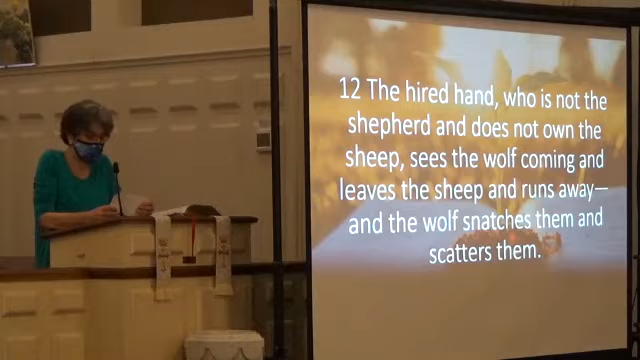 12 The hired hand, who is not the
shepherd and does not own the
sheep, sees the wolf coming and
leaves the sheep and runs away—
and the wolf snatches them and
scatters them.